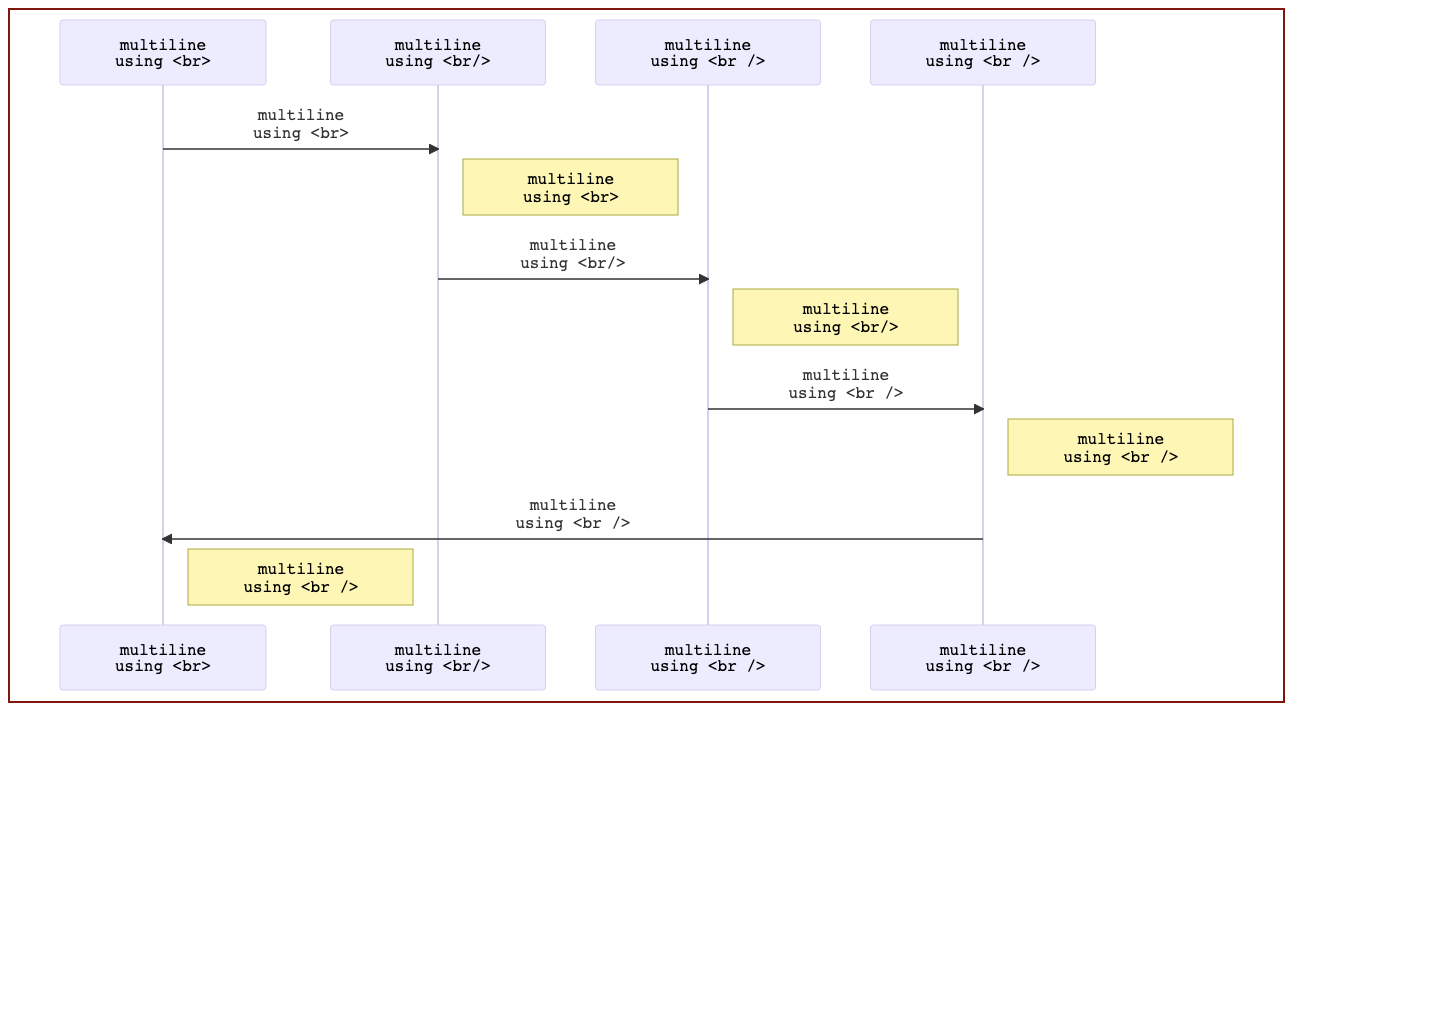 multiline
using <br>
multiline
using <br/>
multiline
using <br />
multiline
using <br />
multiline
using <br>
multiline
using <br>
multiline
using <br/>
multiline
using <br/>
multiline
using <br />
multiline
using <br />
multiline
using <br />
multiline
using <br />
multiline
using <br>
multiline
using <br/>
multiline
using <br />
multiline
using <br />